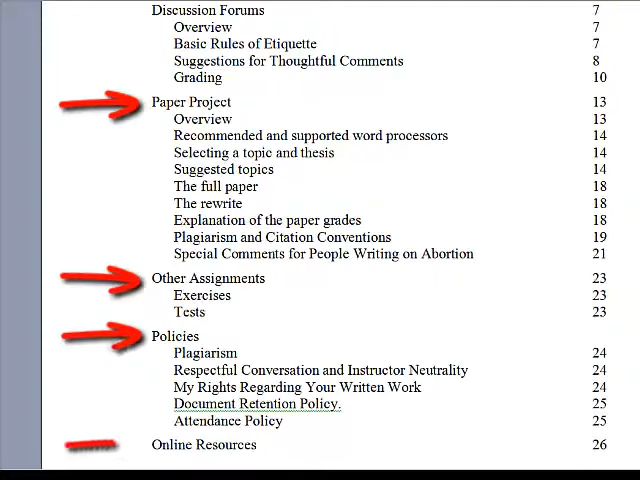 Discussion Forums 7
Overview 7
Basic Rules of Etiquette 7
Suggestions for Thoughtful Comments 8
Grading 10
Paper Project 13
Overview 13
Recommended and supported word processors 14
Selecting a topic and thesis 14
Suggested topics 14
The full paper 18
The rewrite 18
Explanation of the paper grades 18
Plagiarism and Citation Conventions 19
Special Comments for People Writing on Abortion 21
Other Assignments 23
Exercises 23
Tests 23
Policies
Plagiarism 24
Respectful Conversation and Instructor Neutrality 24
My Rights Regarding Your Written Work 24
Document Retention Policy. 25
Attendance Policy 25
Online Resources 26